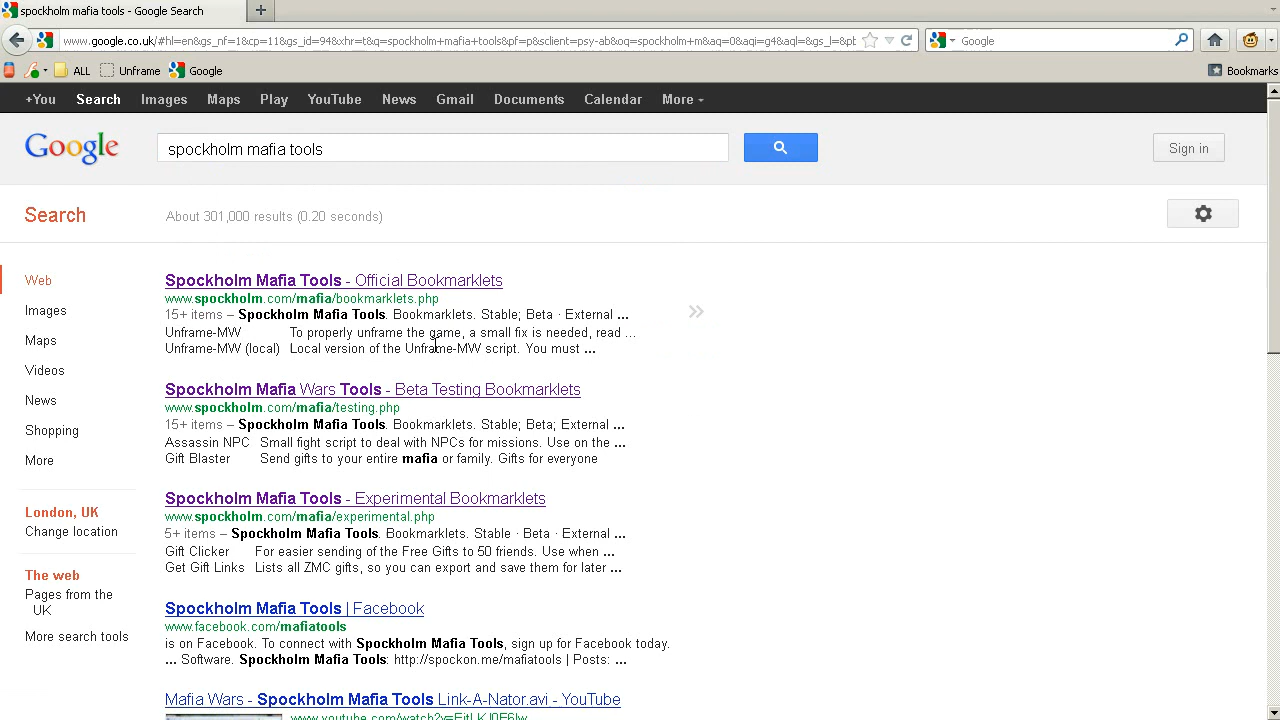 spockholm mafia tools - Google Search
www.google.co.uk/#hl=en&gs_nf=1&cp=11&gs_id=94&xhr=t&q=spockholm+mafia+tools&pf=p&sclient=psy-ab&oq=spockholm+m&aq=0&aqi=g4&aql=&gs_l=&pb
Google
ALL Unframe Google Bookmarks
+You Search Images Maps Play YouTube News Gmail Documents Calendar More
Google spockholm mafia tools Sign in
Search About 301,000 results (0.20 seconds)
Web
Images
Maps
Videos
News
Shopping
More
London, UK
Change location
The web
Pages from the
UK
More search tools
Spockholm Mafia Tools - Official Bookmarklets
www.spockholm.com/mafia/bookmarklets.php
15+ items – Spockholm Mafia Tools. Bookmarklets. Stable; Beta · External ...
Unframe-MW To properly unframe the game, a small fix is needed, read ...
Unframe-MW (local) Local version of the Unframe-MW script. You must ...
Spockholm Mafia Wars Tools - Beta Testing Bookmarklets
www.spockholm.com/mafia/testing.php
15+ items – Spockholm Mafia Tools. Bookmarklets. Stable; Beta; External ...
Assassin NPC Small fight script to deal with NPCs for missions. Use on the ...
Gift Blaster Send gifts to your entire mafia or family. Gifts for everyone
Spockholm Mafia Tools - Experimental Bookmarklets
www.spockholm.com/mafia/experimental.php
5+ items – Spockholm Mafia Tools. Bookmarklets. Stable · Beta · External ...
Gift Clicker For easier sending of the Free Gifts to 50 friends. Use when ...
Get Gift Links Lists all ZMC gifts, so you can export and save them for later ...
Spockholm Mafia Tools | Facebook
www.facebook.com/mafiatools
is on Facebook. To connect with Spockholm Mafia Tools, sign up for Facebook today.
... Software. Spockholm Mafia Tools: http://spockon.me/mafiatools | Posts: ...
Mafia Wars - Spockholm Mafia Tools Link-A-Nator.avi - YouTube